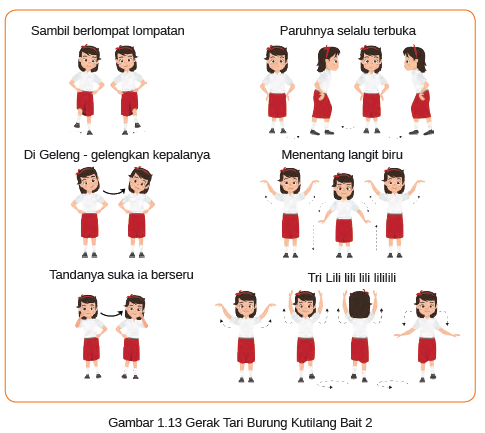 Sambil berlompat lompatan
Paruhnya selalu terbuka
Di Geleng - gelengkan kepalanya
Menentang langit biru
Tandanya suka ia berseru
Tri Lili lili lili lilili
Gambar 1.13 Gerak Tari Burung Kutilang Bait 2